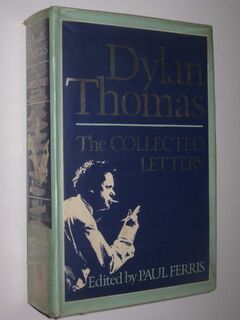 Dylan
Thomas
The COLLECTED
LETTERS
Edited by PAUL FERRIS